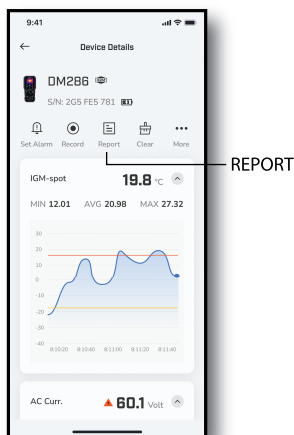 9:41
Device Details
DM286
S/N: 2G5 FE5 781
Set Alarm Record Report Clear More
REPORT
IGM-spot 19.8 °C
MIN 12.01 AVG 20.98 MAX 27.32
30
20
10
0
-10
-20
-30
-40
8:10:20 8:10:40 8:11:00 8:11:20 8:11:40
AC Curr. 60.1 Volt